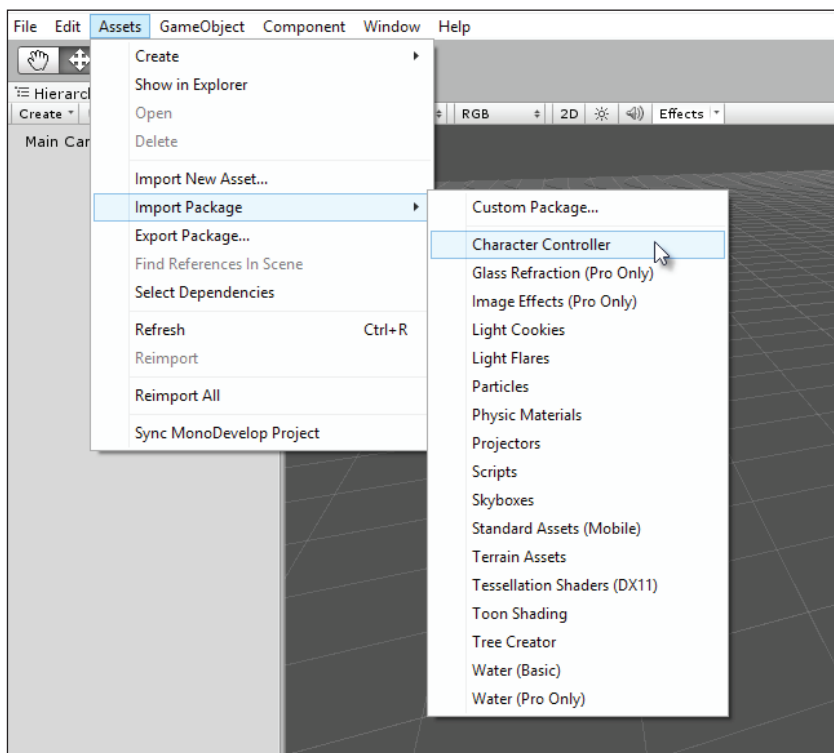 File Edit Assets GameObject Component Window Help
Create
Show in Explorer
Hierarc
Create
Open
RGB
2D
Effects
Main Car
Delete
Import New Asset...
Import Package
Export Package...
Find References In Scene
Select Dependencies
Refresh Ctrl+R
Reimport
Reimport All
Sync MonoDevelop Project
Custom Package...
Character Controller
Glass Refraction (Pro Only)
Image Effects (Pro Only)
Light Cookies
Light Flares
Particles
Physic Materials
Projectors
Scripts
Skyboxes
Standard Assets (Mobile)
Terrain Assets
Tessellation Shaders (DX11)
Toon Shading
Tree Creator
Water (Basic)
Water (Pro Only)